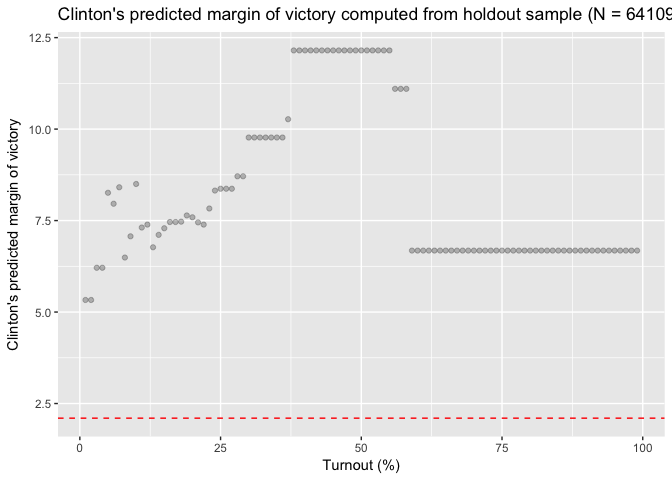 Clinton's predicted margin of victory computed from holdout sample (N = 64109
12.5
10.0
7.5
5.0
2.5
Clinton's predicted margin of victory
0 25 50 75 100
Turnout (%)